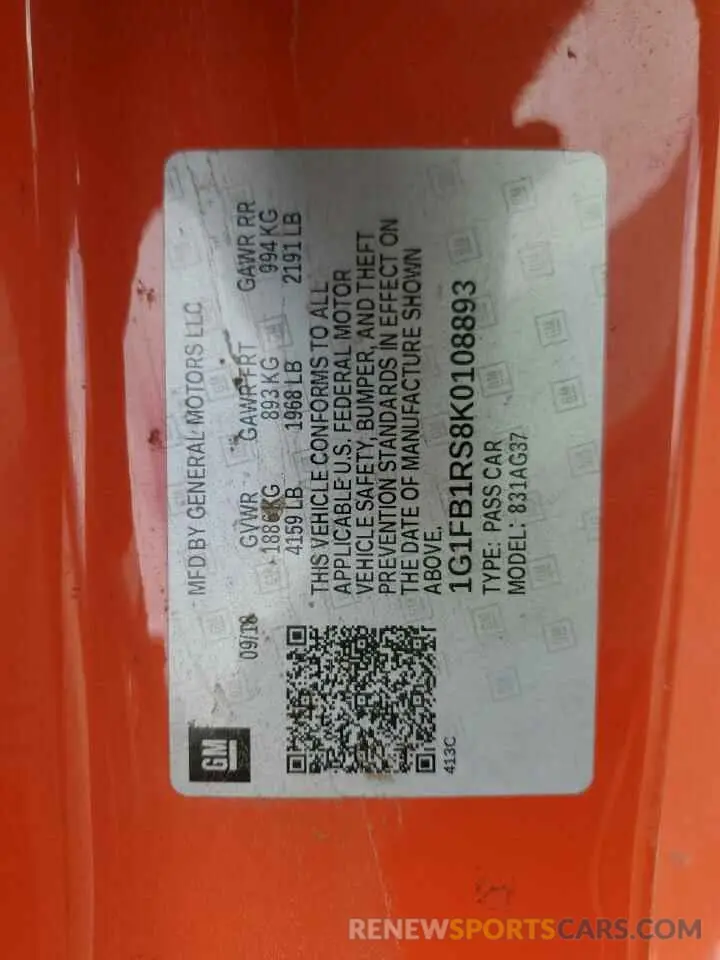 MFD BY GENERAL MOTORS LLC
09/18 GVWR GAWR FRT GAWR RR
1886 KG 893 KG 994 KG
4159 LB 1968 LB 2191 LB
THIS VEHICLE CONFORMS TO ALL
APPLICABLE U.S. FEDERAL MOTOR
VEHICLE SAFETY, BUMPER, AND THEFT
PREVENTION STANDARDS IN EFFECT ON
THE DATE OF MANUFACTURE SHOWN
ABOVE.
1G1FB1RS8K0108893
TYPE: PASS CAR
MODEL: 831AG37
GM
413C
RENEWSPORTSCARS.COM